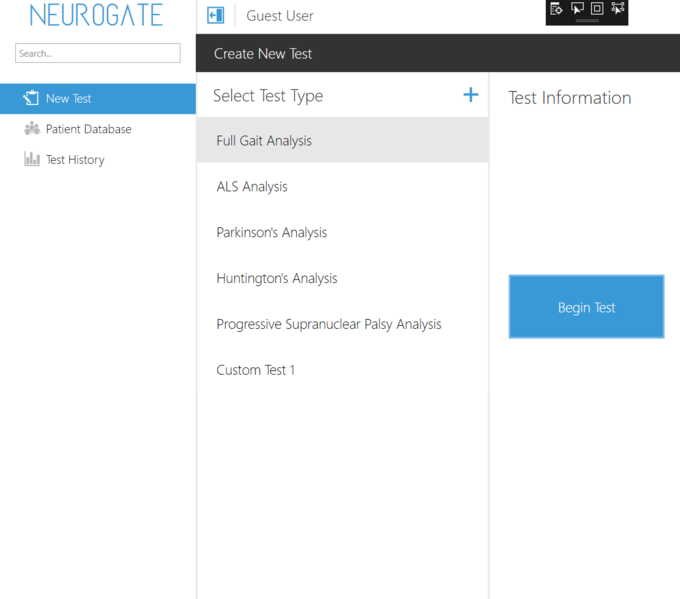 NEUROGATE
Search...
New Test
Patient Database
Test History
Guest User
Create New Test
Select Test Type
Full Gait Analysis
ALS Analysis
Parkinson's Analysis
Huntington's Analysis
Progressive Supranuclear Palsy Analysis
Custom Test 1
Test Information
Begin Test